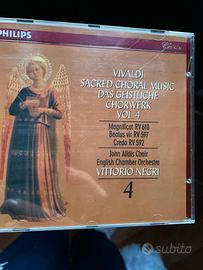 PHILIPS
VIVALDI
SACRED CHORAL MUSIC
DAS GEISTLICHE
CHORWERK
VOL. 4
Magnificat RV 610
Beatus vir RV 597
Credo RV 592
John Alldis Choir
English Chamber Orchestra
VITTORIO NEGRI
4
subito